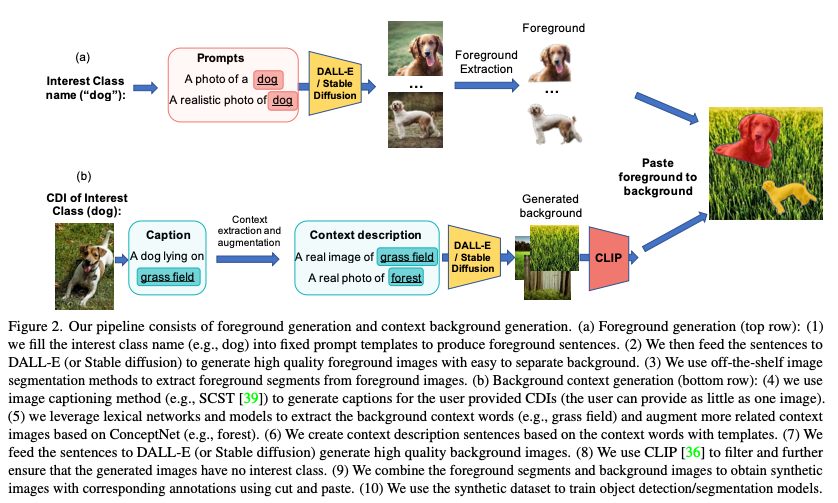 (a)
Interest Class
name (“dog”):
Prompts
A photo of a dog
A realistic photo of dog
DALL-E
/ Stable
Diffusion
...
Foreground
Extraction
Foreground
...
(b)
CDI of Interest
Class (dog):
Caption
A dog lying on
grass field
Context
extraction and
augmentation
Context description
A real image of grass field
A real photo of forest
DALL-E
/ Stable
Diffusion
Generated
background
CLIP
Paste
foreground to
background
Figure 2. Our pipeline consists of foreground generation and context background generation. (a) Foreground generation (top row): (1)
we fill the interest class name (e.g., dog) into fixed prompt templates to produce foreground sentences. (2) We then feed the sentences to
DALL-E (or Stable diffusion) to generate high quality foreground images with easy to separate background. (3) We use off-the-shelf image
segmentation methods to extract foreground segments from foreground images. (b) Background context generation (bottom row): (4) we use
image captioning method (e.g., SCST [39]) to generate captions for the user provided CDIs (the user can provide as little as one image).
(5) we leverage lexical networks and models to extract the background context words (e.g., grass field) and augment more related context
images based on ConceptNet (e.g., forest). (6) We create context description sentences based on the context words with templates. (7) We
feed the sentences to DALL-E (or Stable diffusion) generate high quality background images. (8) We use CLIP [36] to filter and further
ensure that the generated images have no interest class. (9) We combine the foreground segments and background images to obtain synthetic
images with corresponding annotations using cut and paste. (10) We use the synthetic dataset to train object detection/segmentation models.